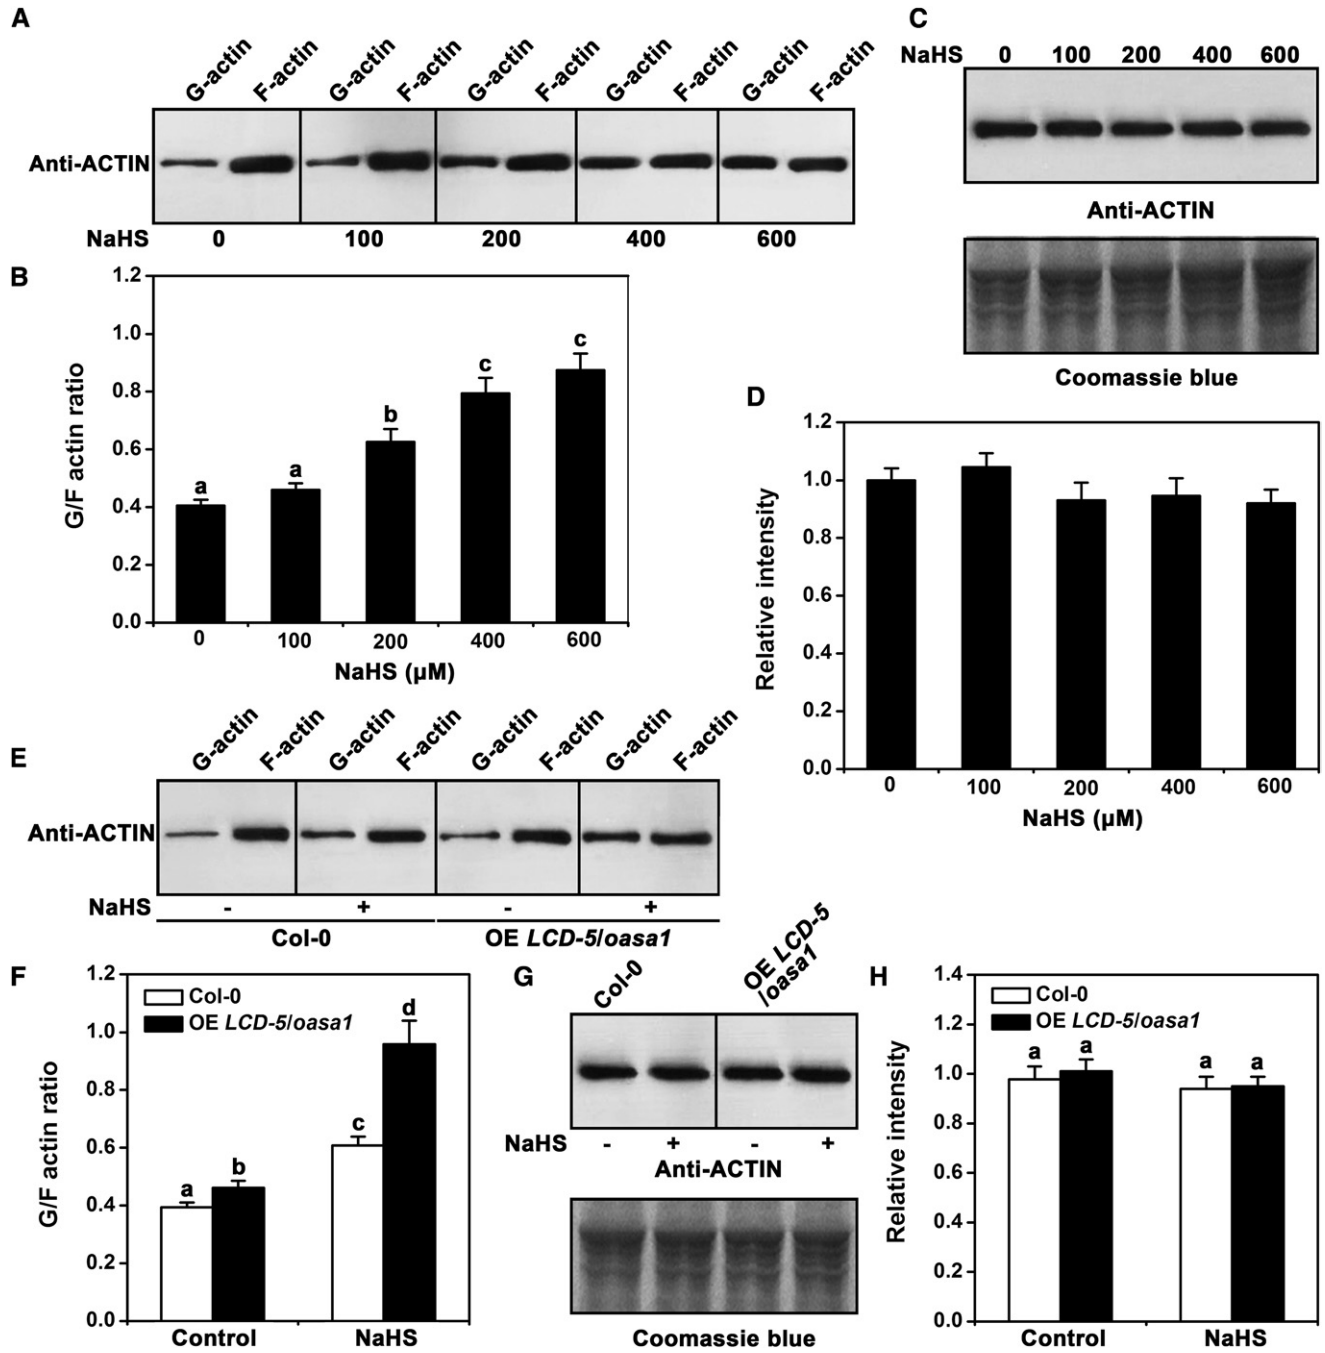 A
G-actin F-actin G-actin F-actin G-actin F-actin G-actin F-actin G-actin F-actin
Anti-ACTIN
NaHS 0 100 200 400 600
B
1.2
1.0
0.8
0.6
0.4
0.2
0.0
G/F actin ratio
a a b c c
0 100 200 400 600
NaHS (μM)
C
NaHS 0 100 200 400 600
Anti-ACTIN
Coomassie blue
D
1.2
1.0
0.8
0.6
0.4
0.2
0.0
Relative intensity
0 100 200 400 600
NaHS (μM)
E
G-actin F-actin G-actin F-actin G-actin F-actin G-actin F-actin
Anti-ACTIN
NaHS - + - +
Col-0 OE LCD-5/oasa1
F
1.2
1.0
0.8
0.6
0.4
0.2
0.0
G/F actin ratio
Col-0
OE LCD-5/oasa1
a b c d
Control NaHS
G
Col-0
OE LCD-5
/oasa1
NaHS - + - +
Anti-ACTIN
Coomassie blue
H
1.4
1.2
1.0
0.8
0.6
0.4
0.2
0.0
Relative intensity
Col-0
OE LCD-5/oasa1
a a a a
Control NaHS